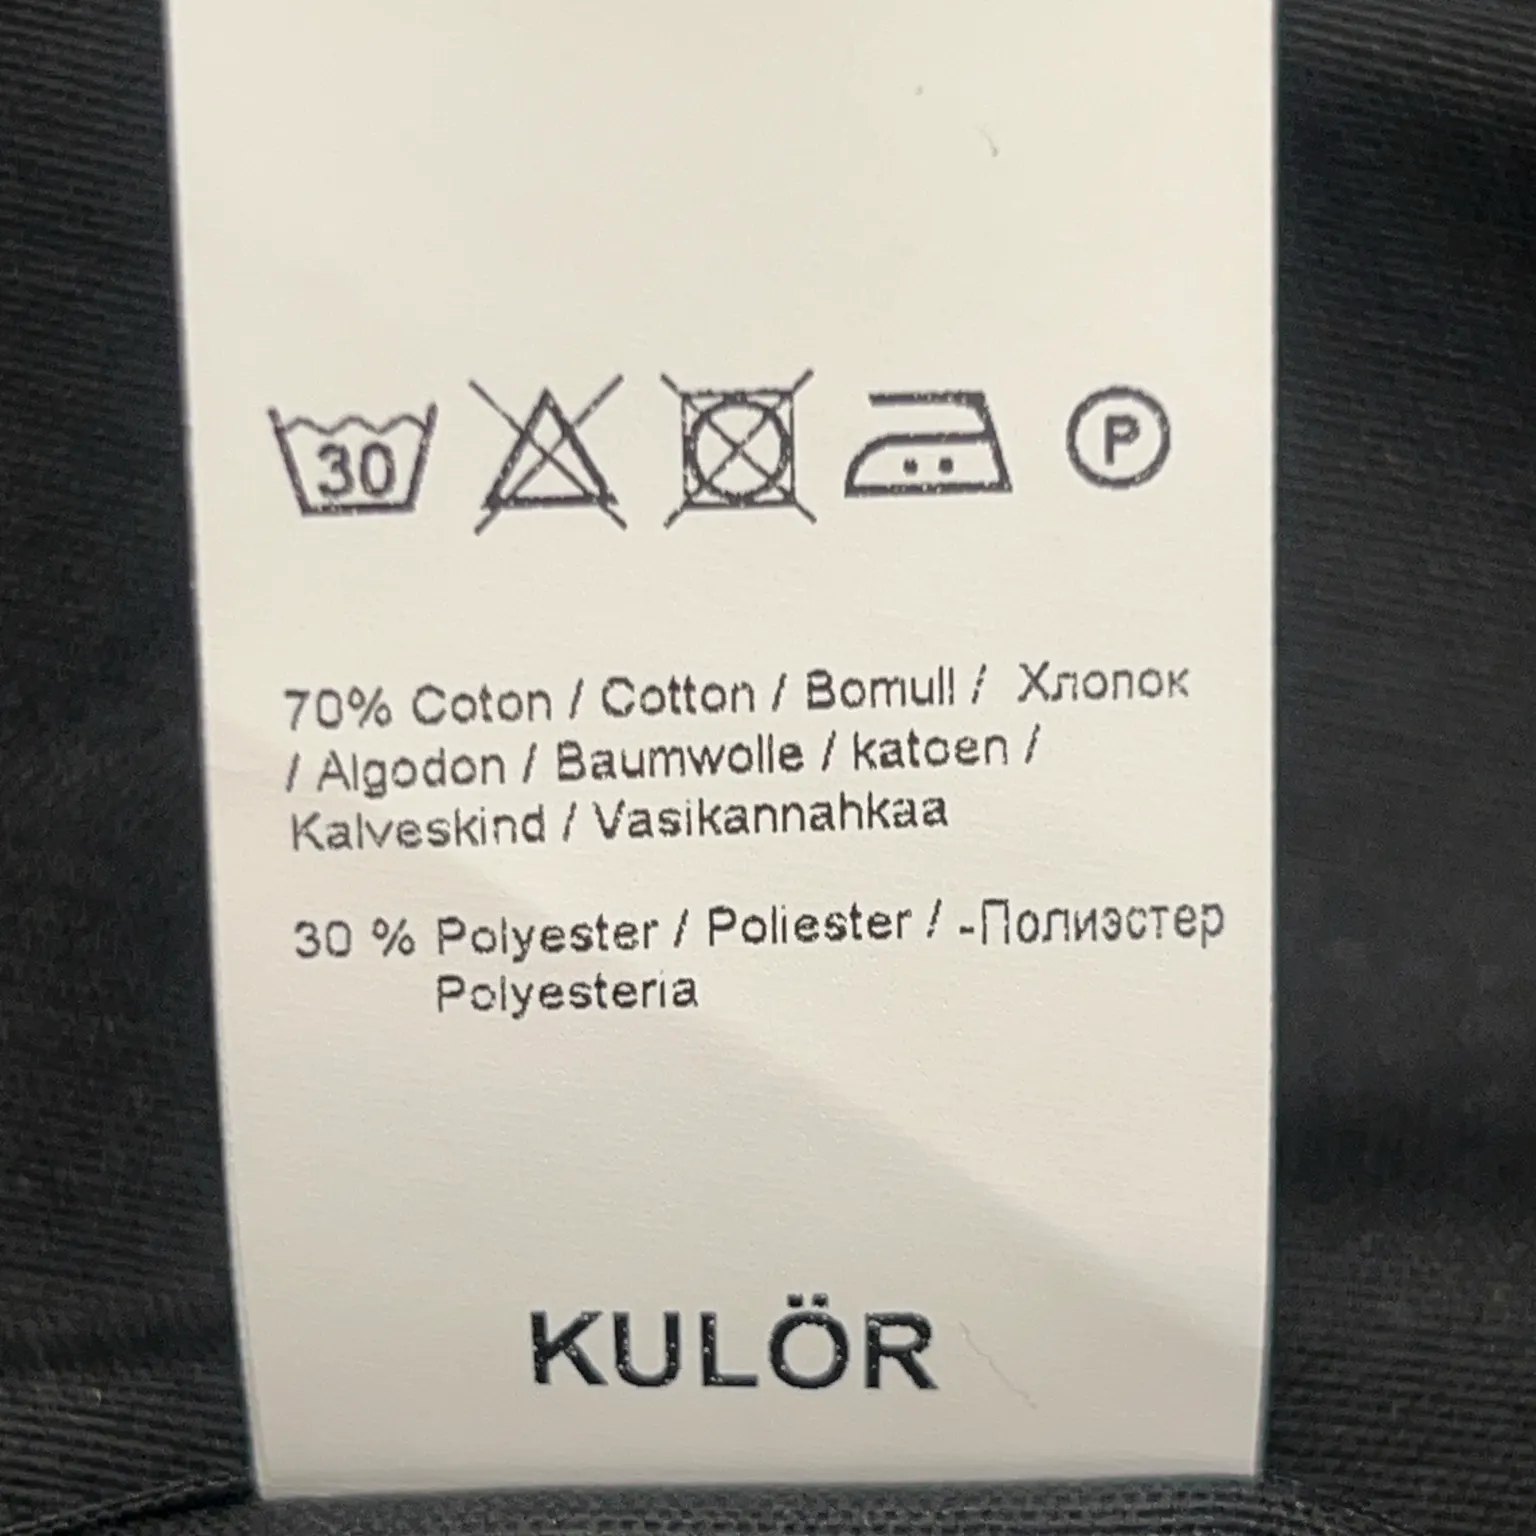 30
P
70% Coton / Cotton / Bomull / Хлопок
/ Algodon / Baumwolle / katoen /
Kalveskind / Vasikannahkaa
30 % Polyester / Poliester / -Полиэстер
Polyesteria
KULÖR